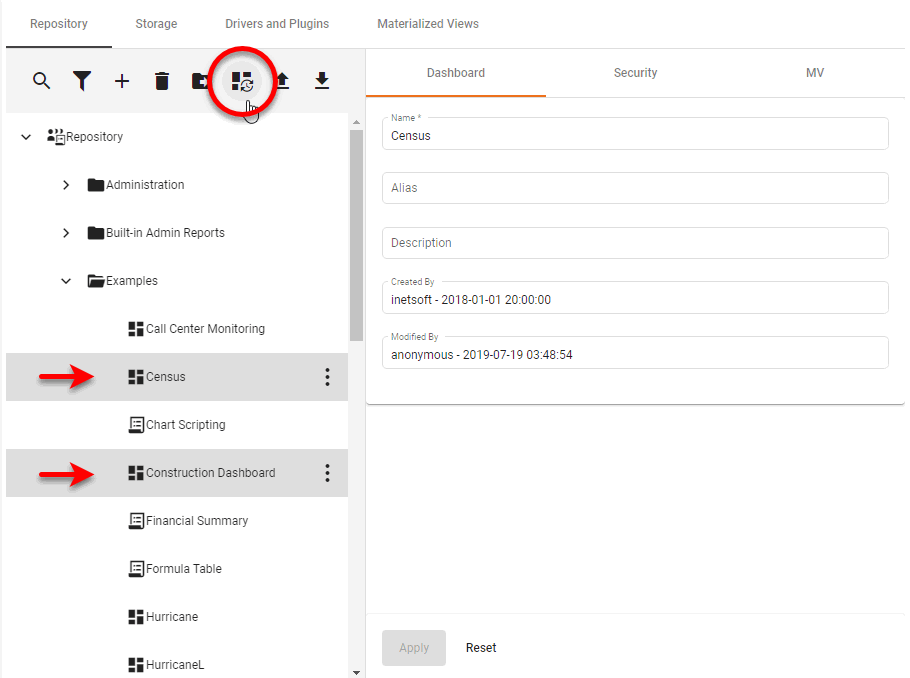 Repository Storage Drivers and Plugins Materialized Views
Dashboard Security MV
Repository
Administration
Built-in Admin Reports
Examples
Call Center Monitoring
Census
Chart Scripting
Construction Dashboard
Financial Summary
Formula Table
Hurricane
HurricaneL
Name *
Census
Alias
Description
Created By
inetsoft - 2018-01-01 20:00:00
Modified By
anonymous - 2019-07-19 03:48:54
Apply Reset